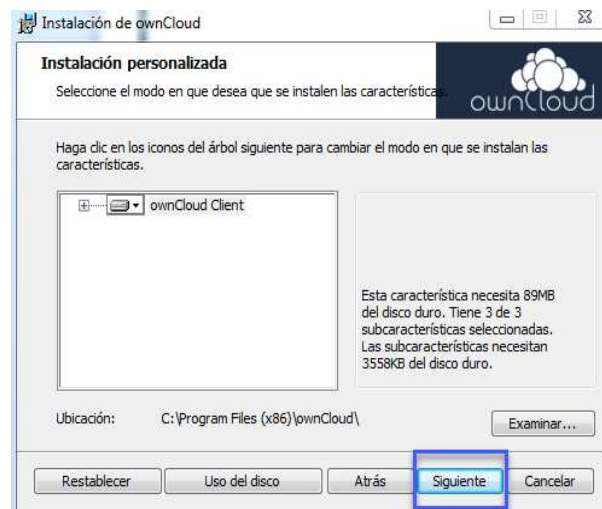 Instalación de ownCloud
Instalación personalizada
Seleccione el modo en que desea que se instalen las característica
ownCloud
Haga clic en los iconos del árbol siguiente para cambiar el modo en que se instalan las
características.
ownCloud Client
Esta característica necesita 89MB
del disco duro. Tiene 3 de 3
subcaracterísticas seleccionadas.
Las subcaracterísticas necesitan
3558KB del disco duro.
Ubicación: C:\Program Files (x86)\ownCloud\
Examinar...
Restablecer Uso del disco Atrás Siguiente Cancelar